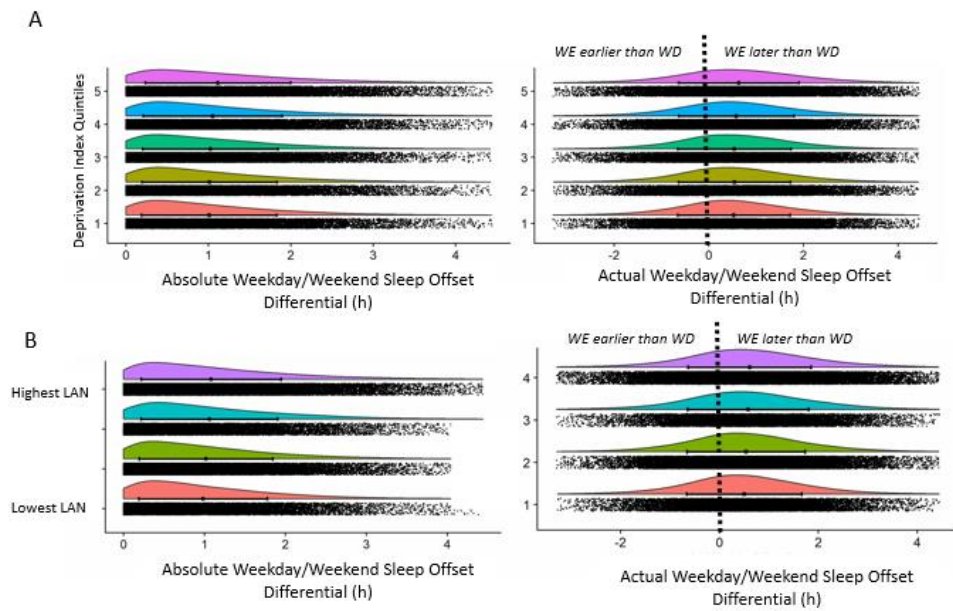 A
WE earlier than WD WE later than WD
Deprivation Index Quintiles
5
4
3
2
1
5
4
3
2
1
0 1 2 3 4
-2 0 2 4
Absolute Weekday/Weekend Sleep Offset
Differential (h)
Actual Weekday/Weekend Sleep Offset
Differential (h)
B
WE earlier than WD WE later than WD
Highest LAN
Lowest LAN
4
3
2
1
0 1 2 3 4
-2 0 2 4
Absolute Weekday/Weekend Sleep Offset
Differential (h)
Actual Weekday/Weekend Sleep Offset
Differential (h)